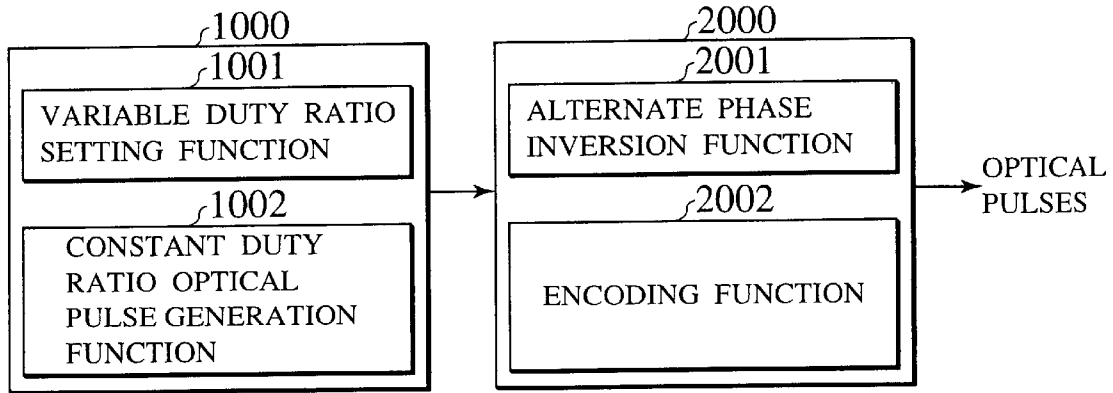 1000
1001
VARIABLE DUTY RATIO
SETTING FUNCTION
1002
CONSTANT DUTY
RATIO OPTICAL
PULSE GENERATION
FUNCTION
2000
2001
ALTERNATE PHASE
INVERSION FUNCTION
2002
ENCODING FUNCTION
OPTICAL
PULSES